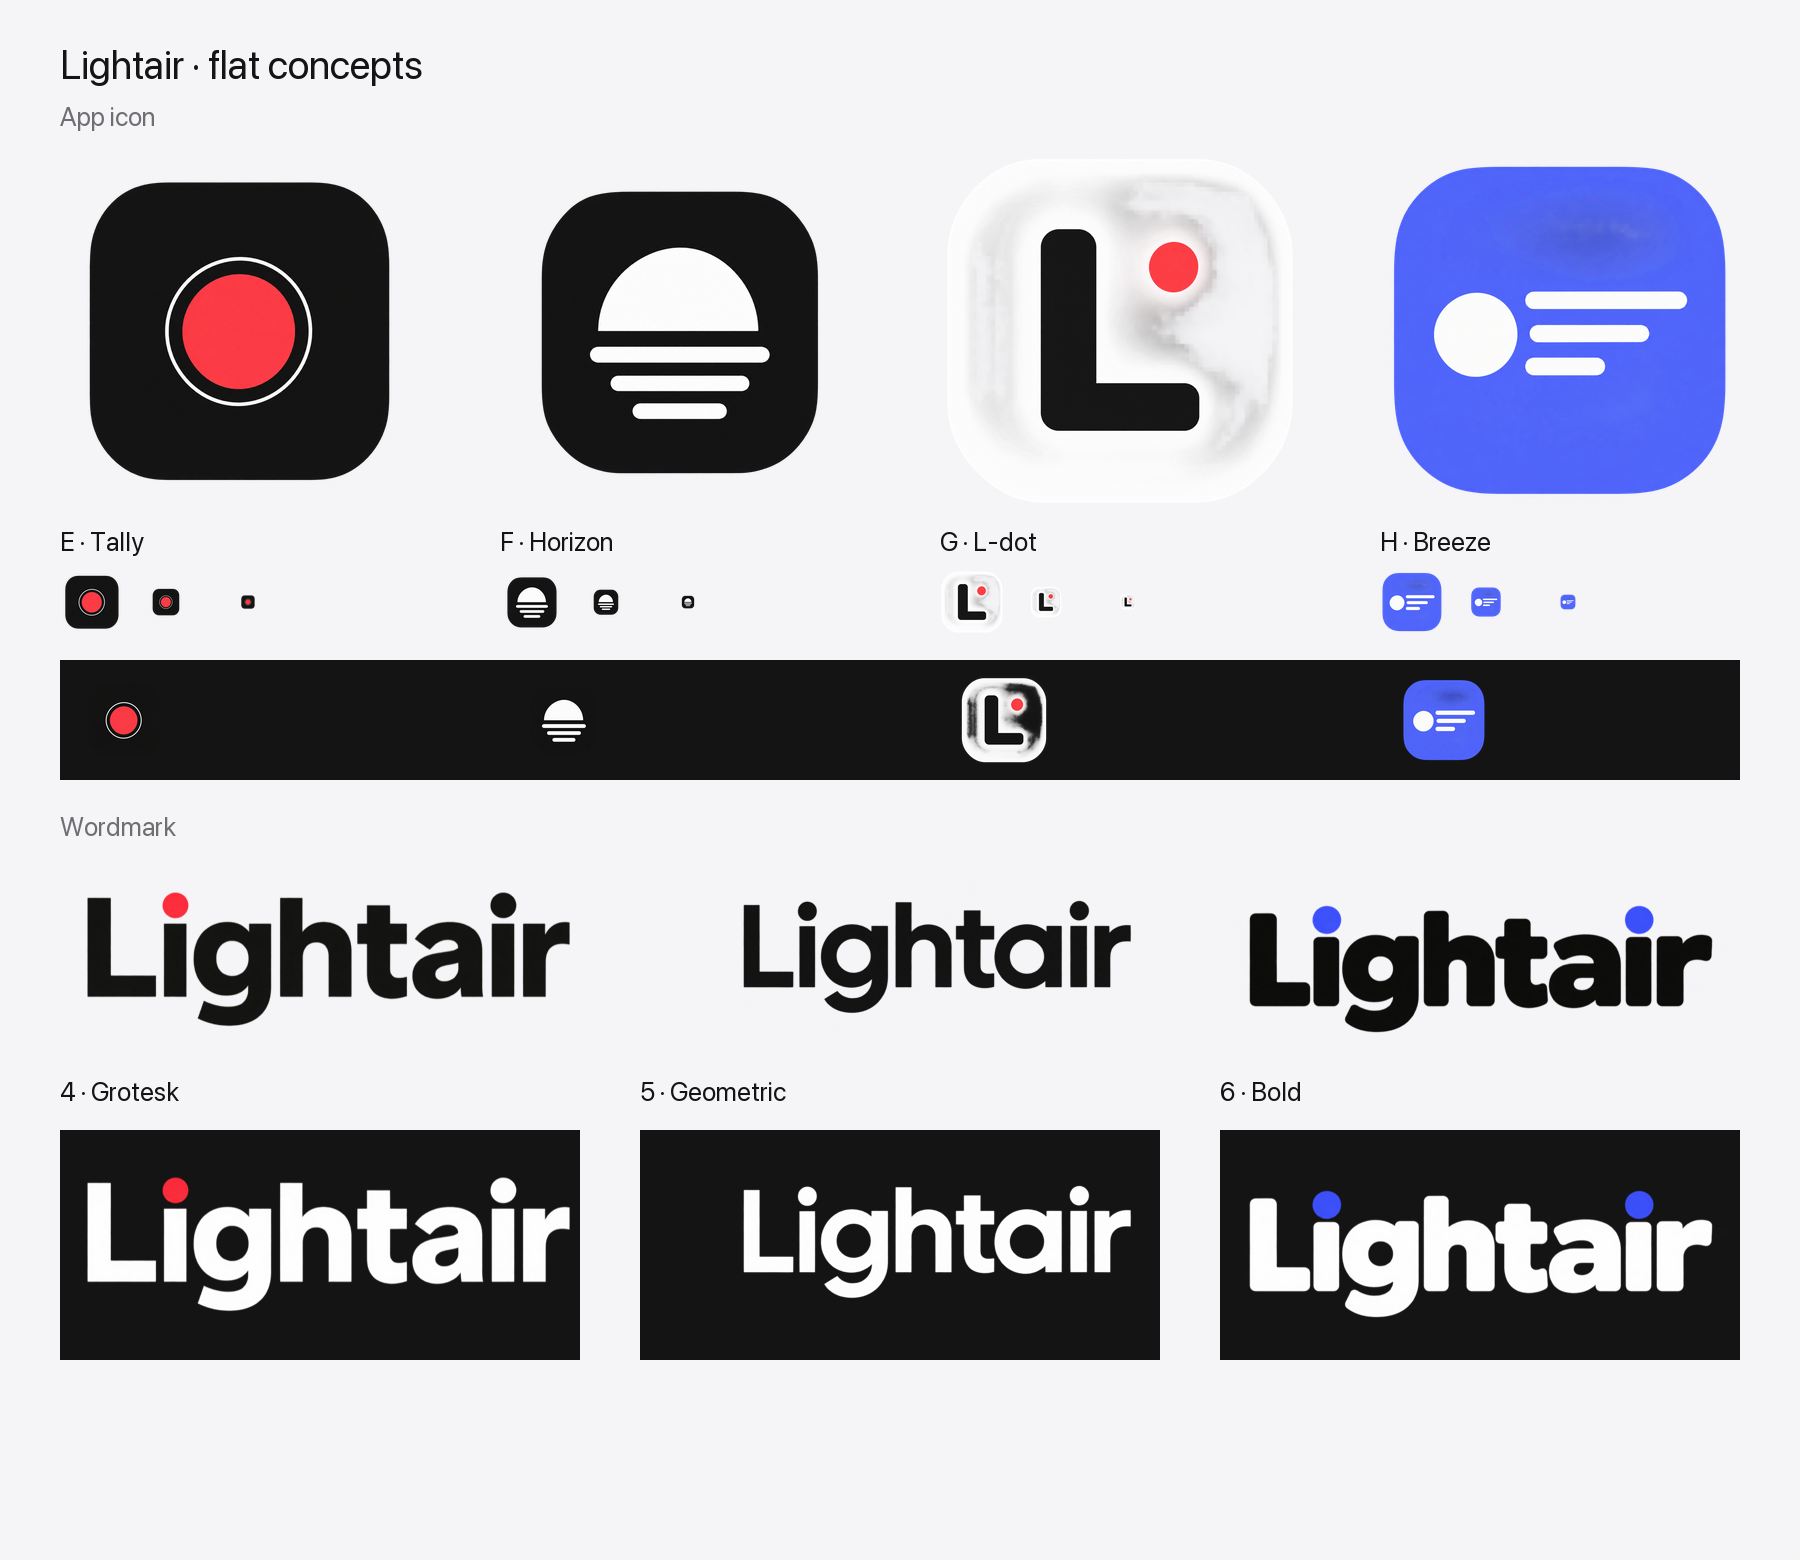 Lightair · flat concepts
App icon
L
E · Tally
F · Horizon
G · L-dot
H · Breeze
L
L
L
L
Wordmark
Lightair
Lightair
Lightair
4 · Grotesk
5 · Geometric
6 · Bold
Lightair
Lightair
Lightair